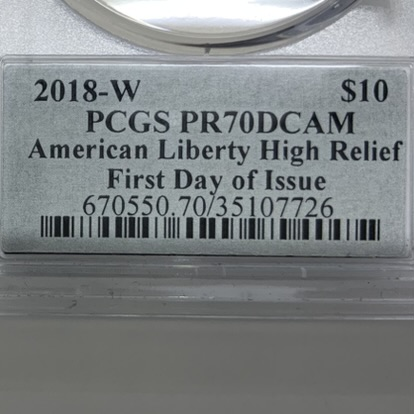 2018-W $10
PCGS PR70DCAM
American Liberty High Relief
First Day of Issue
670550.70/35107726